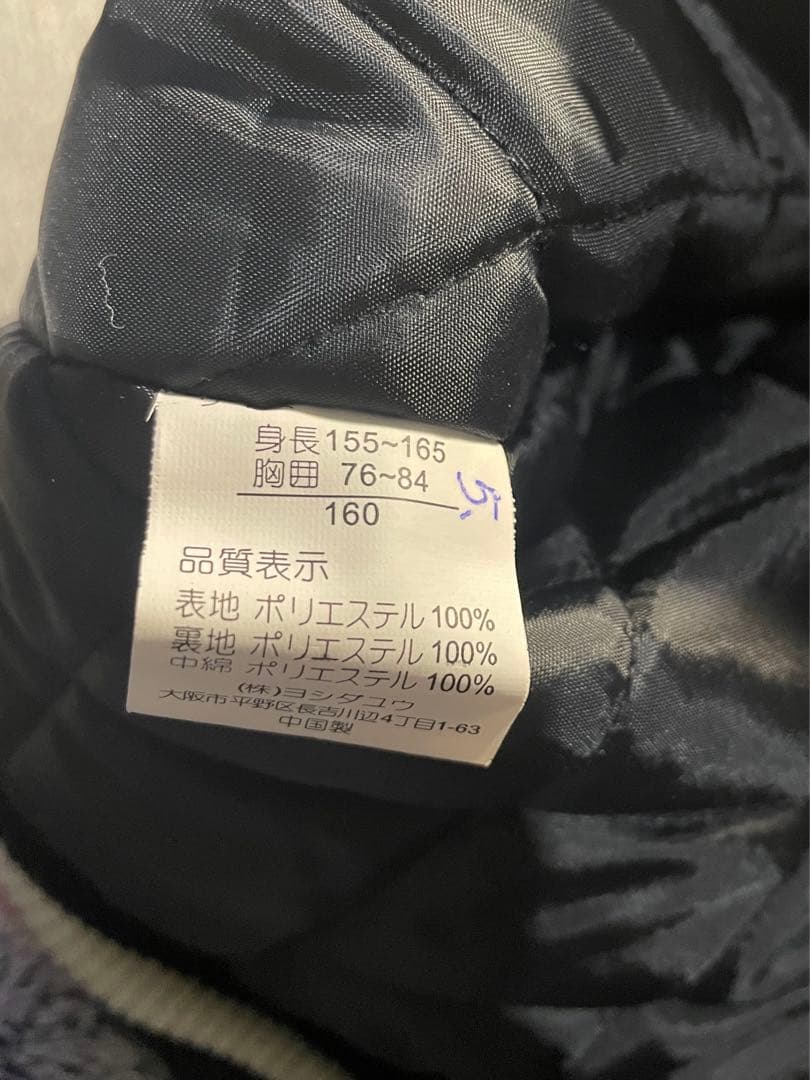 身長155~165
胸囲 76~84
160
品質表示
表地 ポリエステル100%
裏地 ポリエステル100%
中綿 ポリエステル100%
(株)ヨシダユウ
大阪市平野区長吉川辺4丁目1-63
中国製